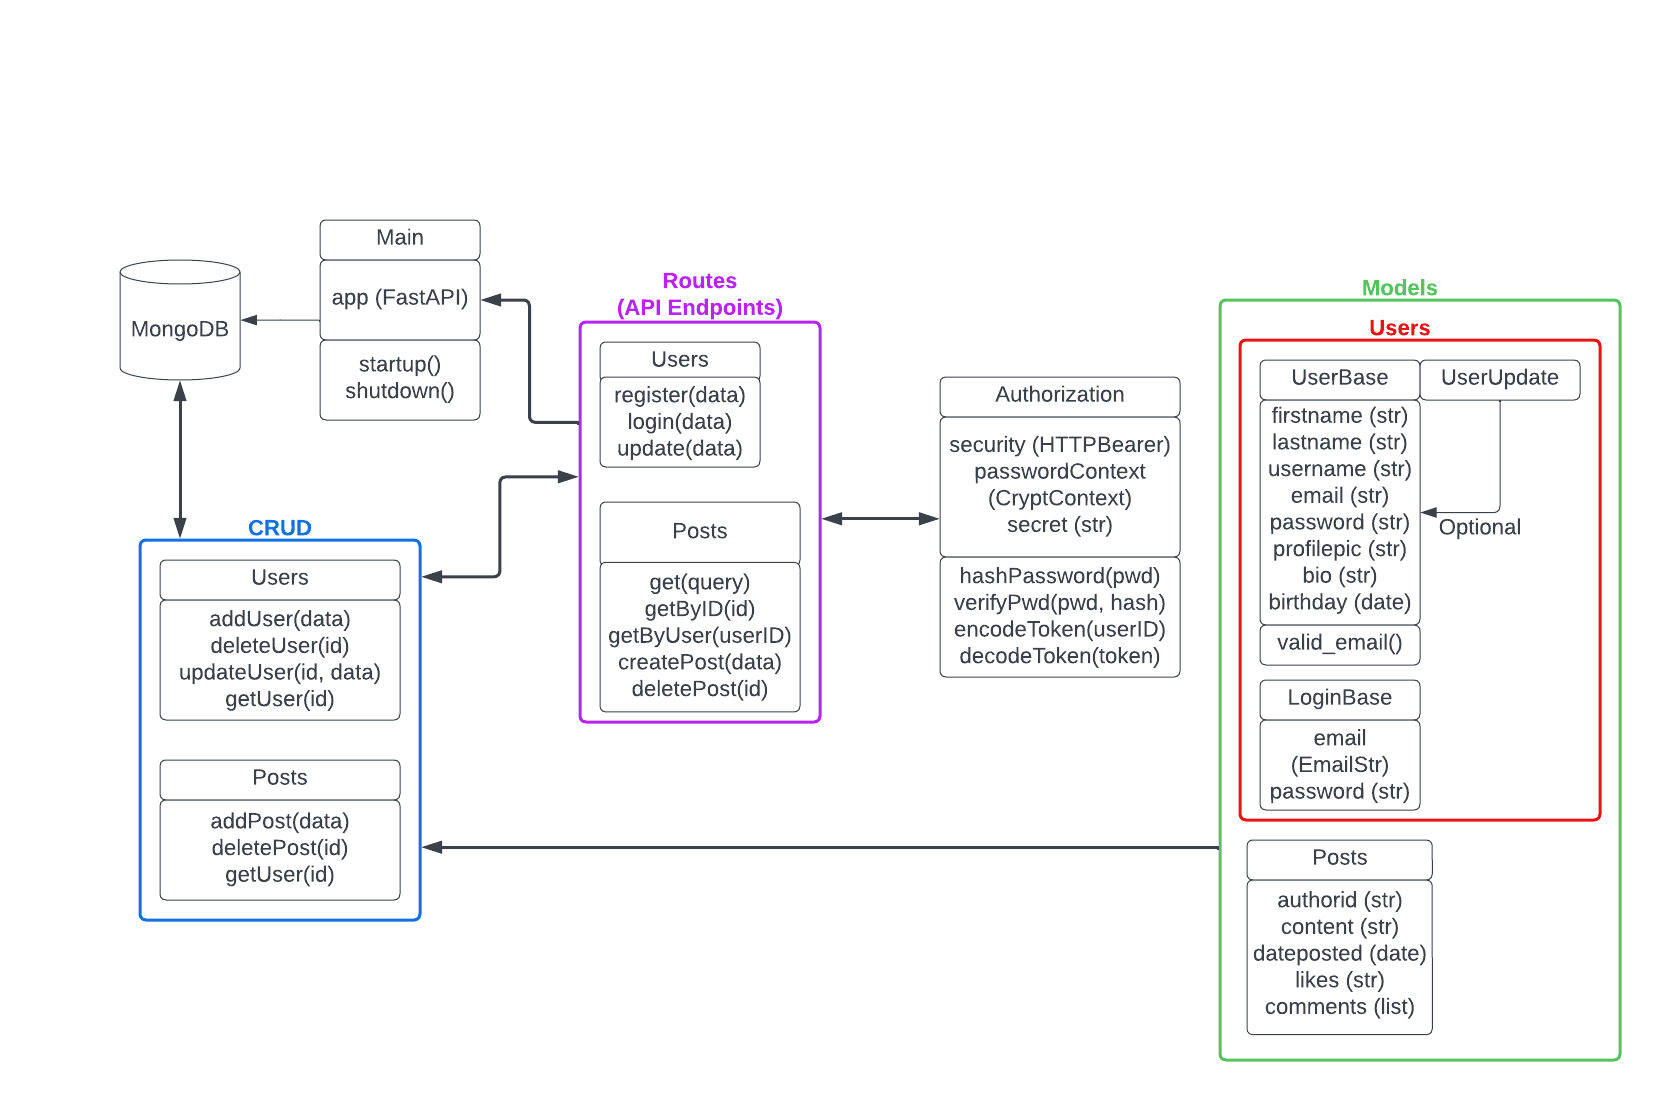 MongoDB
Main
app (FastAPI)
startup()
shutdown()
Routes
(API Endpoints)
Users
register(data)
login(data)
update(data)
Posts
get(query)
getByID(id)
getByUser(userID)
createPost(data)
deletePost(id)
CRUD
Users
addUser(data)
deleteUser(id)
updateUser(id, data)
getUser(id)
Posts
addPost(data)
deletePost(id)
getUser(id)
Authorization
security (HTTPBearer)
passwordContext
(CryptContext)
secret (str)
hashPassword(pwd)
verifyPwd(pwd, hash)
encodeToken(userID)
decodeToken(token)
Models
Users
UserBase
firstname (str)
lastname (str)
username (str)
email (str)
password (str)
profilepic (str)
bio (str)
birthday (date)
valid_email()
UserUpdate
Optional
LoginBase
email
(EmailStr)
password (str)
Posts
authorid (str)
content (str)
dateposted (date)
likes (str)
comments (list)